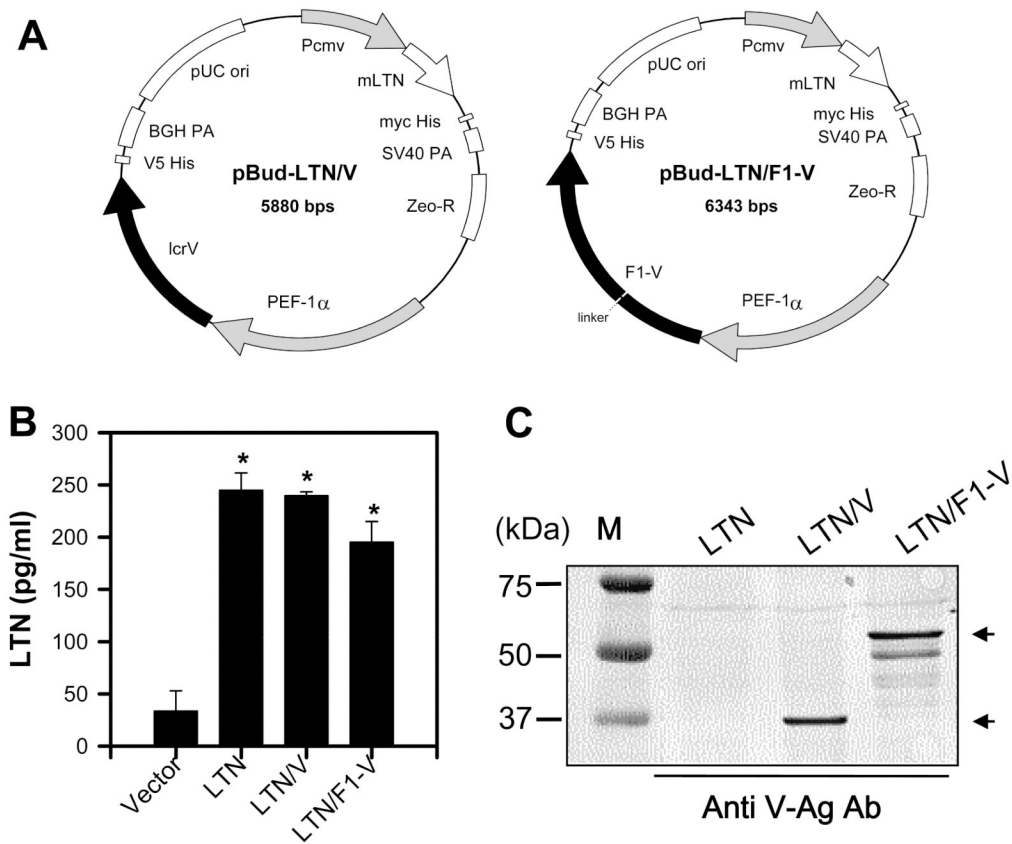 A
Pcmv
mLTN
myc His
SV40 PA
Zeo-R
PEF-1α
lcrV
V5 His
BGH PA
pUC ori
pBud-LTN/V
5880 bps
Pcmv
mLTN
myc His
SV40 PA
Zeo-R
PEF-1α
F1-V
linker
V5 His
BGH PA
pUC ori
pBud-LTN/F1-V
6343 bps
B
LTN (pg/ml)
300
250
200
150
100
50
0
*
*
*
Vector
LTN
LTN/V
LTN/F1-V
C
(kDa)
M
LTN
LTN/V
LTN/F1-V
75
50
37
Anti V-Ag Ab